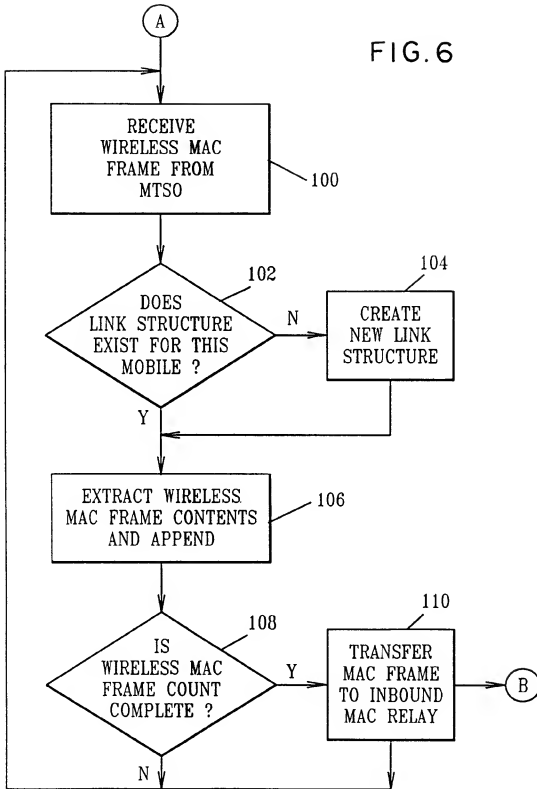 A
FIG.6
RECEIVE
WIRELESS MAC
FRAME FROM
MTSO
100
102
DOES
LINK STRUCTURE
EXIST FOR THIS
MOBILE ?
N
104
CREATE
NEW LINK
STRUCTURE
Y
EXTRACT WIRELESS
MAC FRAME CONTENTS
AND APPEND
106
108
IS
WIRELESS MAC
FRAME COUNT
COMPLETE ?
Y
110
TRANSFER
MAC FRAME
TO INBOUND
MAC RELAY
B
N